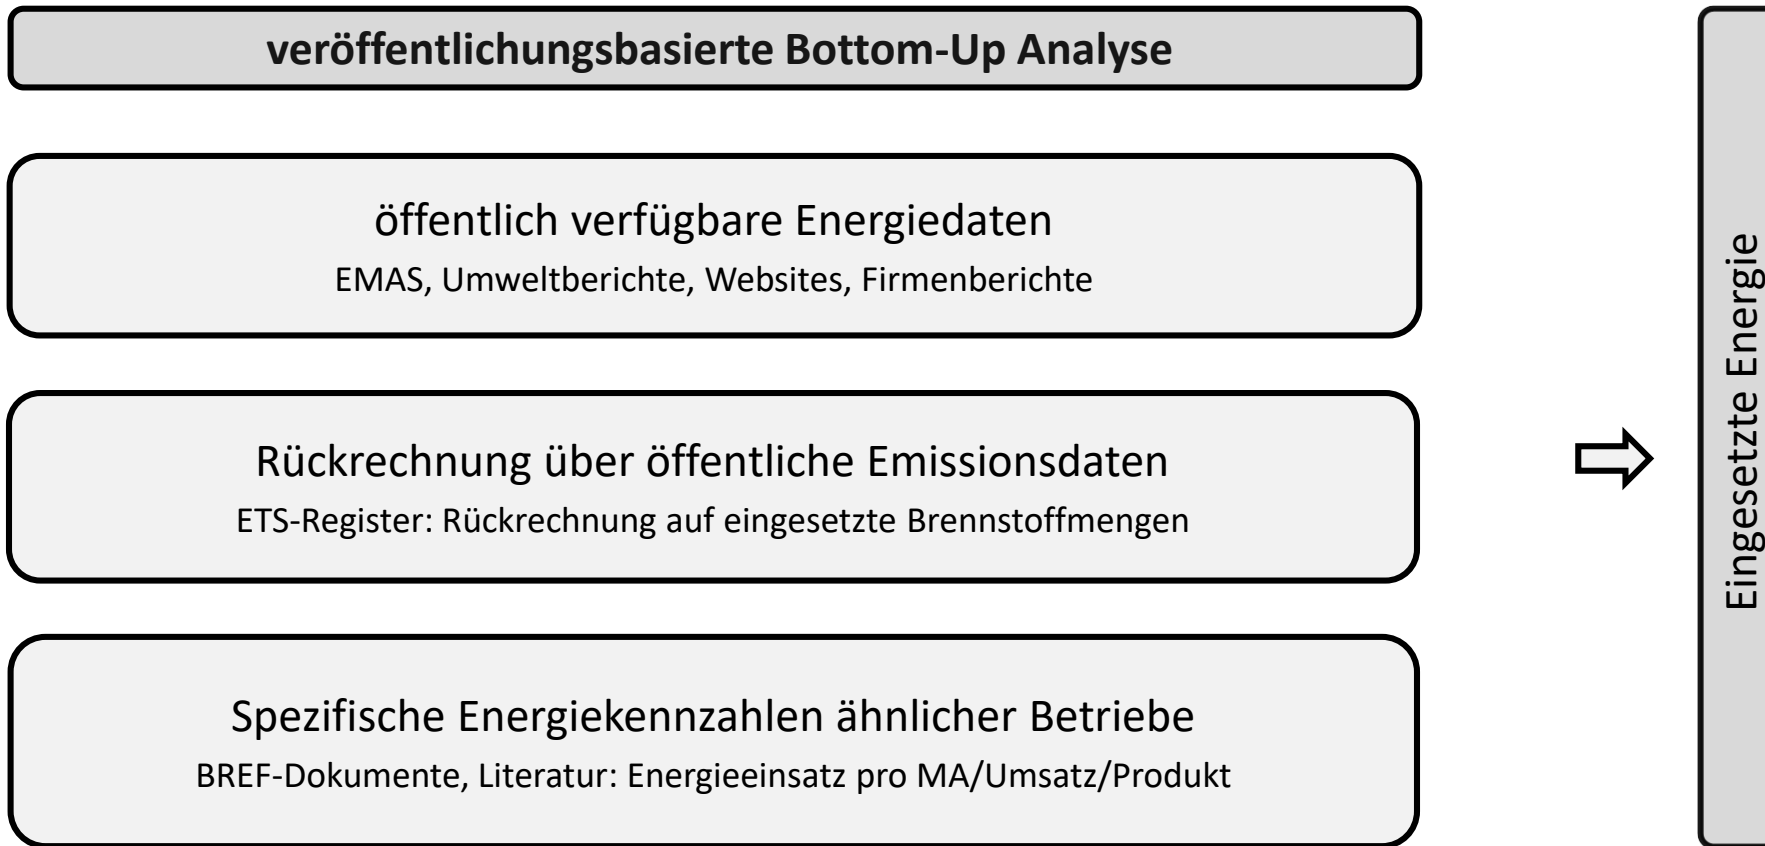 veröffentlichungsbasierte Bottom-Up Analyse
öffentlich verfügbare Energiedaten
EMAS, Umweltberichte, Websites, Firmenberichte
Rückrechnung über öffentliche Emissionsdaten
ETS-Register: Rückrechnung auf eingesetzte Brennstoffmengen
Spezifische Energiekennzahlen ähnlicher Betriebe
BREF-Dokumente, Literatur: Energieeinsatz pro MA/Umsatz/Produkt
Eingesetzte Energie